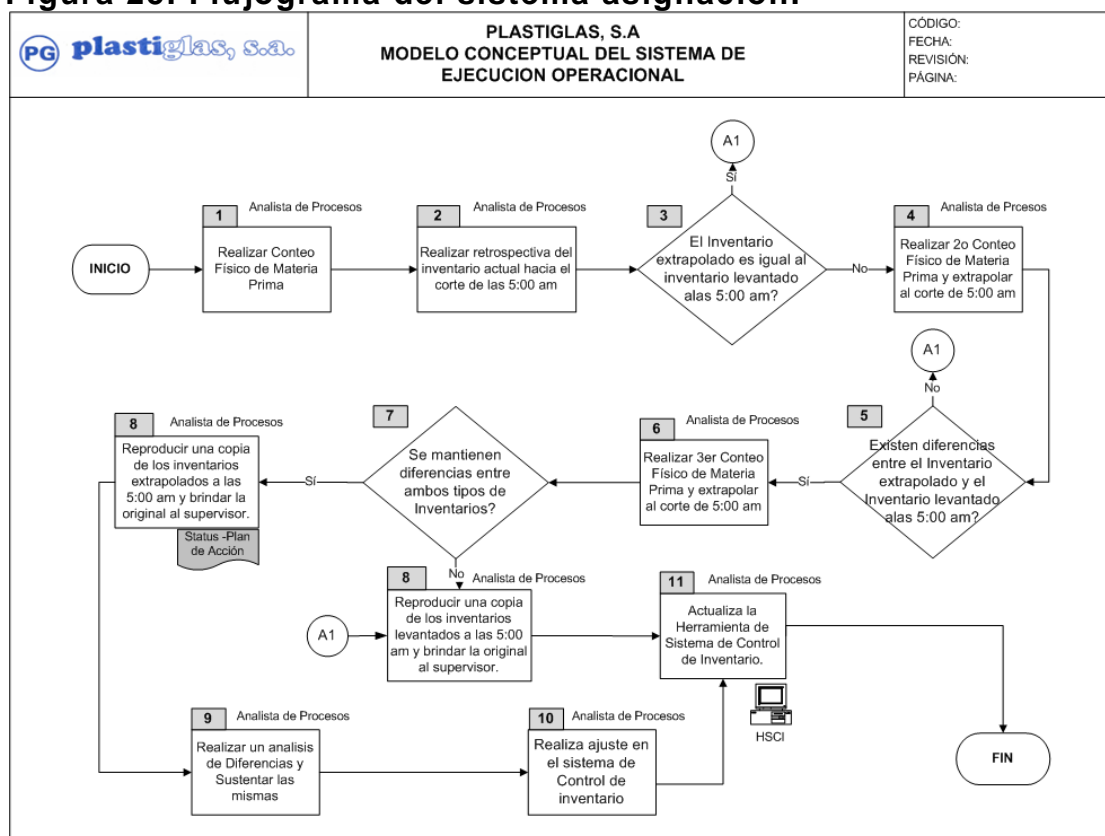 Figura 28. Flujograma del sistema asignación.
PG plastiglas, s.a.
PLASTIGLAS, S.A
MODELO CONCEPTUAL DEL SISTEMA DE
EJECUCION OPERACIONAL
CÓDIGO:
FECHA:
REVISIÓN:
PÁGINA:
INICIO
1
Analista de Procesos
Realizar Conteo
Físico de Materia
Prima
2
Analista de Procesos
Realizar retrospectiva del
inventario actual hacia el
corte de las 5:00 am
A1
Sí
3
El Inventario
extrapolado es igual al
inventario levantado
alas 5:00 am?
No
4
Analista de Procesos
Realizar 2o Conteo
Físico de Materia
Prima y extrapolar
al corte de 5:00 am
A1
No
5
Existen diferencias
entre el Inventario
extrapolado y el
Inventario levantado
alas 5:00 am?
Sí
6
Analista de Procesos
Realizar 3er Conteo
Físico de Materia
Prima y extrapolar
al corte de 5:00 am
7
Se mantienen
diferencias entre
ambos tipos de
Inventarios?
Sí
8
Analista de Procesos
Reproducir una copia
de los inventarios
extrapolados a las
5:00 am y brindar la
original al supervisor.
Status -Plan
de Acción
No
8
Analista de Procesos
Reproducir una copia
de los inventarios
levantados a las 5:00
am y brindar la original
al supervisor.
A1
11
Analista de Procesos
Actualiza la
Herramienta de
Sistema de Control
de Inventario.
HSCI
9
Analista de Procesos
Realizar un analisis
de Diferencias y
Sustentar las
mismas
10
Analista de Procesos
Realiza ajuste en
el sistema de
Control de
inventario
FIN